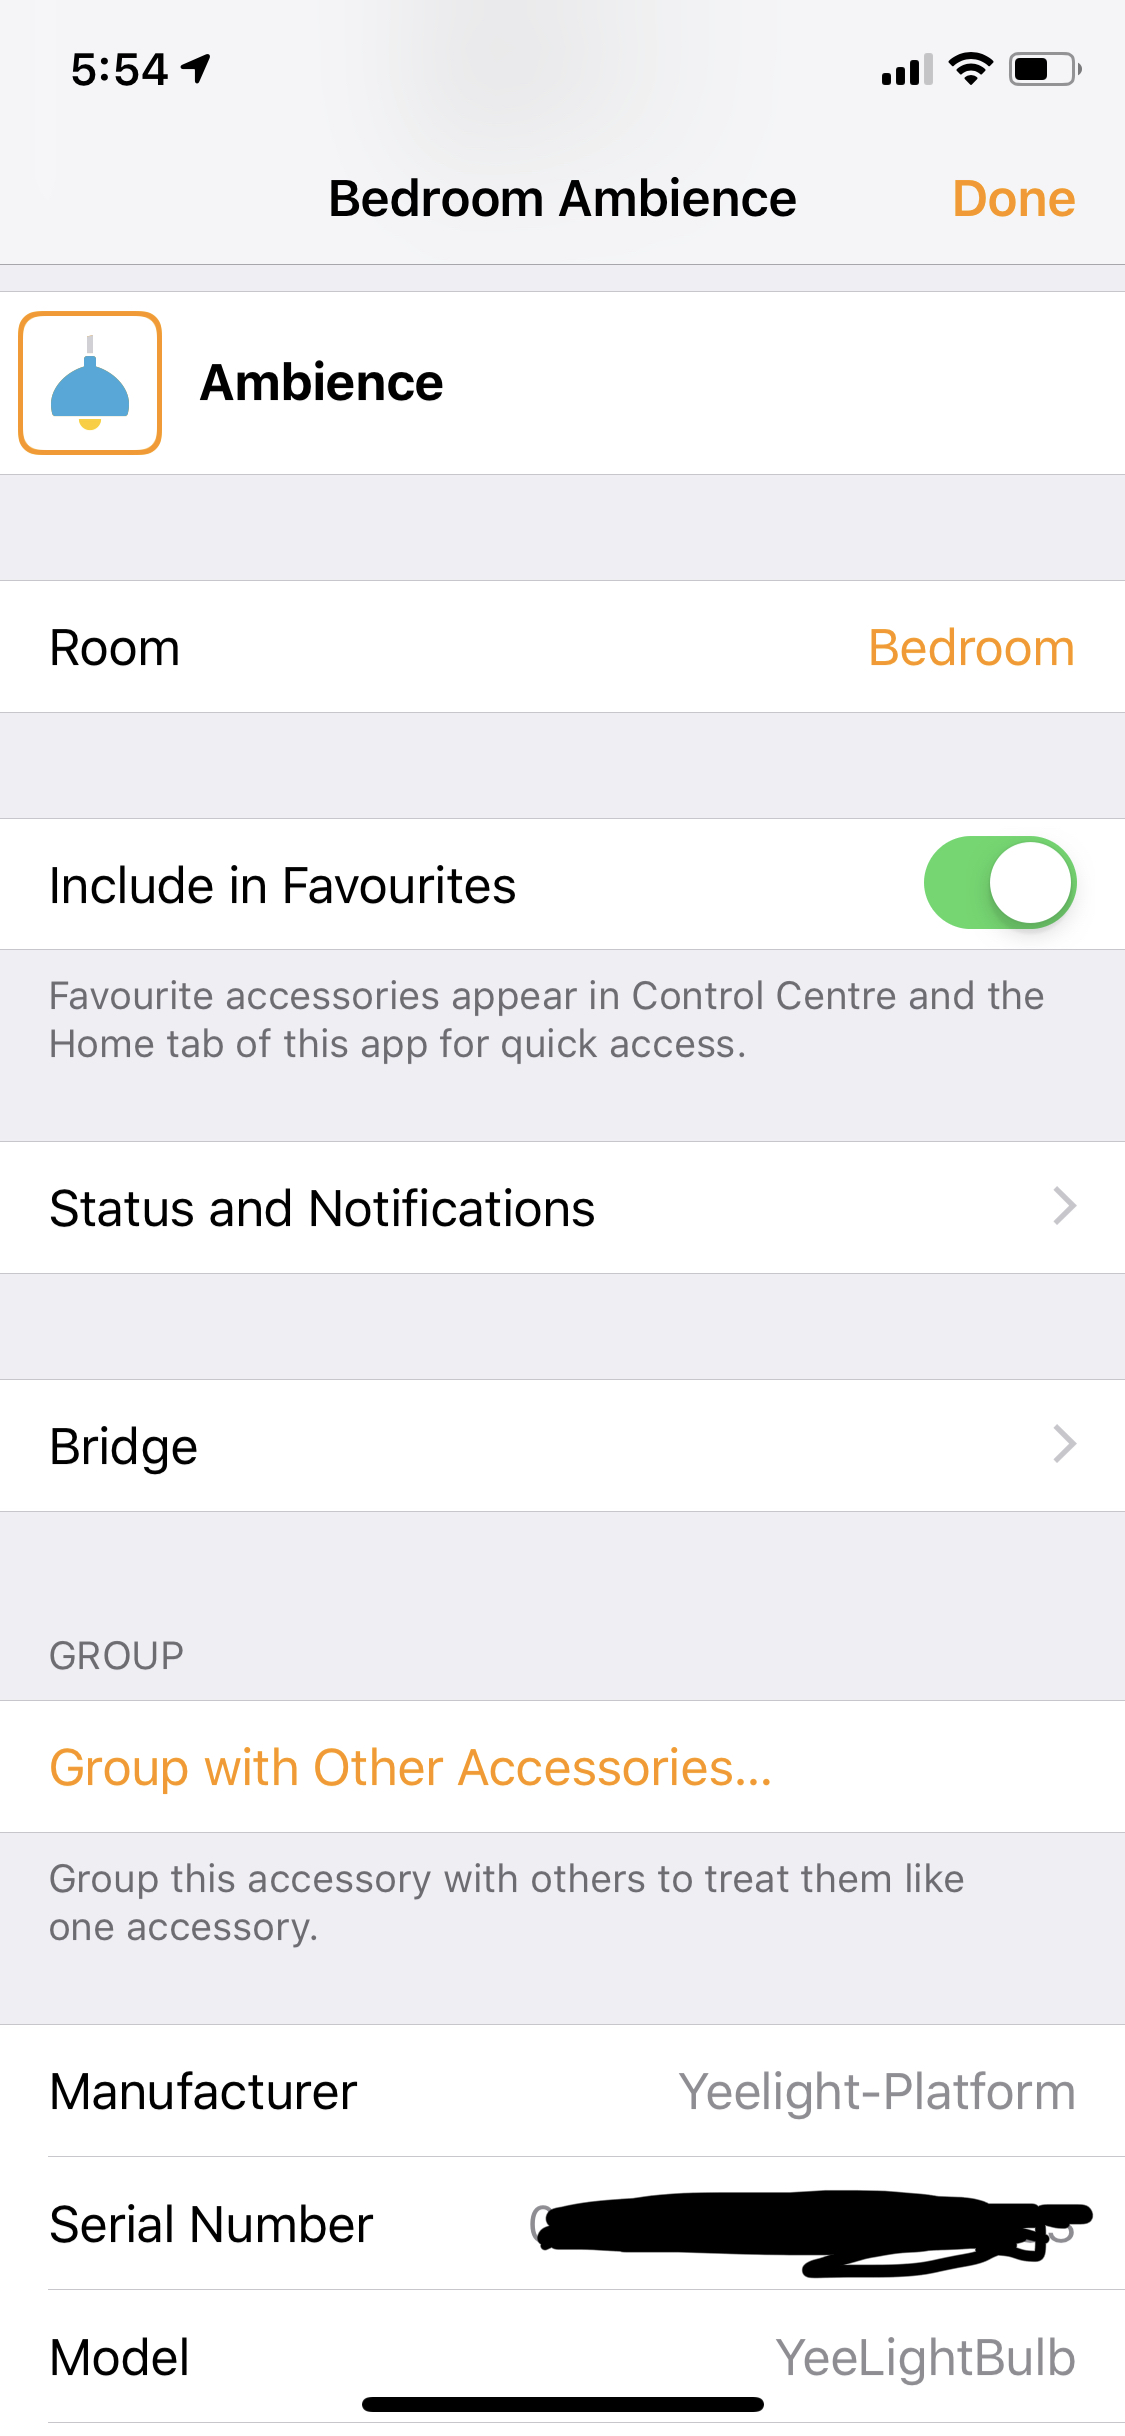 5:54
Bedroom Ambience
Done
Ambience
Room
Bedroom
Include in Favourites
Favourite accessories appear in Control Centre and the
Home tab of this app for quick access.
Status and Notifications
Bridge
GROUP
Group with Other Accessories...
Group this accessory with others to treat them like
one accessory.
Manufacturer
Yeelight-Platform
Serial Number
Model
YeeLightBulb